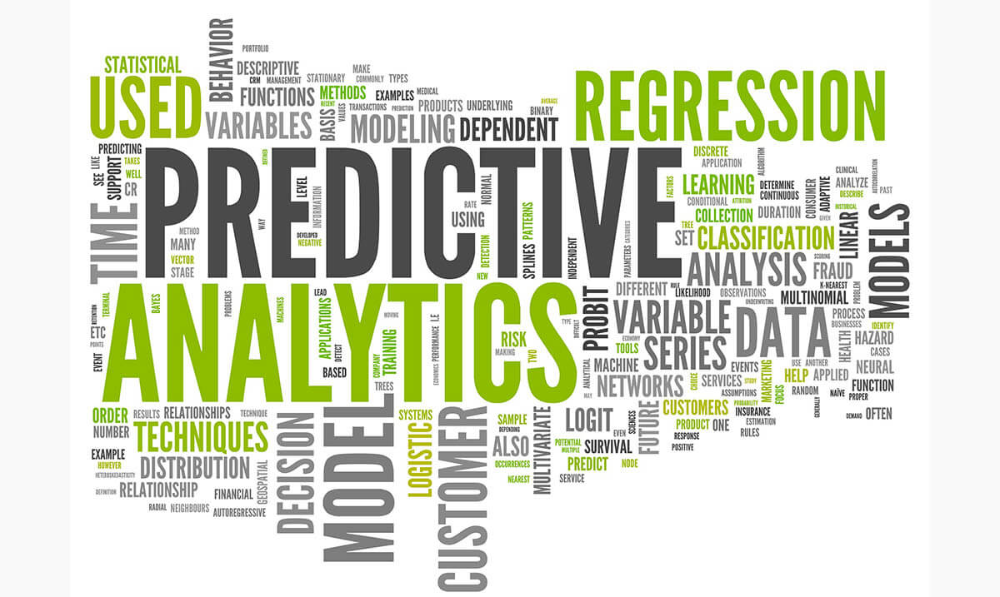 BEHAVIOR
PORTFOLIO
STATISTICAL
DESCRIPTIVE
MAKE
CRM MANAGEMENT
STATIONARY
COMMONLY TYPES
USED
FUNCTIONS
METHODS
EXAMPLES
MEDICAL
REGRESSION
RECENT
BASIS
VALUES
TRANSACTIONS
PREDICTION
PRODUCTS
UNDERLYING
AVERAGE
BINARY
VARIABLES
MODELING
DEPENDENT
PREDICTING
SEE LIKE
SUPPORT
TAKES
WELL
CR
DEFINED
PREDICTIVE
TIME
METHOD
MANY
VECTOR
STAGE
WAY
LEVEL
INFORMATION
DEVELOPED
NEGATIVE
RATE
USING
NORMAL
DETECTION
NEW
PATTERNS
SPLINES
INDEPENDENT
PARAMETERS
CATEGORIES
FACTORS
DISCRETE
APPLICATION
ALGORITHM
LEARNING
DETERMINE
CONTINUOUS
CONDITIONAL
ATTRITION
COLLECTION
DURATION
CONSUMER
ADAPTIVE
GIVEN
CLINICAL
ANALYZE
DESCRIBE
HISTORICAL
AUTOCORRELATION
PAST
TREE
SET
CLASSIFICATION
LINEAR
MODELS
ANALYSIS
SCORING
FRAUD
K-NEAREST
PROBLEM
MULTINOMIAL
ANALYTICS
RETENTION
TERMINAL
ETC
POINTS
EVENT
BAYES
PROBLEMS
MACHINES
LEAD
APPLICATIONS
DETECT
BASED
MOVING
COMPANY
TRAINING
TREES
ECONOMICS
PERFORMANCE
I.E
RISK
MAKING
TWO
TYPE
DIFFICULT
PROBIT
DIFFERENT
RULE
LIKELIHOOD
OBSERVATIONS
UNDERWRITING
VARIABLE
ECONOMY
TOOLS
SERIES
DATA
PROCESS
BUSINESSES
IDENTIFY
HEALTH
HAZARD
CASES
ANALYTICAL
MAY
MACHINE
NETWORKS
CHOICE
EVENTS
SERVICES
STUDY
MARKETING
FOCUS
USE
ANOTHER
HELP
APPLIED
NEURAL
ASSUMPTIONS
RANDOM
NAÏVE
FUNCTION
PROPER
GENERALLY
DEMAND
OFTEN
ORDER
RESULTS
RELATIONSHIPS
TECHNIQUE
NUMBER
TECHNIQUES
DECISION
MODEL
SYSTEMS
LOGISTIC
CUSTOMER
SAMPLE
DEPENDING
ALSO
OCCURRENCES
NEAREST
MULTIVARIATE
LOGIT
EVEN
SCIENCES
POTENTIAL
MULTIPLE
SURVIVAL
PREDICT
NODE
SERVICE
FUTURE
CUSTOMERS
PROBABILITY
INSURANCE
PRODUCT ONE
ESTIMATION
RULES
RESPONSE
POSITIVE
EXAMPLE
HOWEVER
DISTRIBUTION
HETEROSKEDASTICITY
DEFINITION
RELATIONSHIP
FINANCIAL
GEOSPATIAL
RADIAL
NEIGHBOURS
AUTOREGRESSIVE